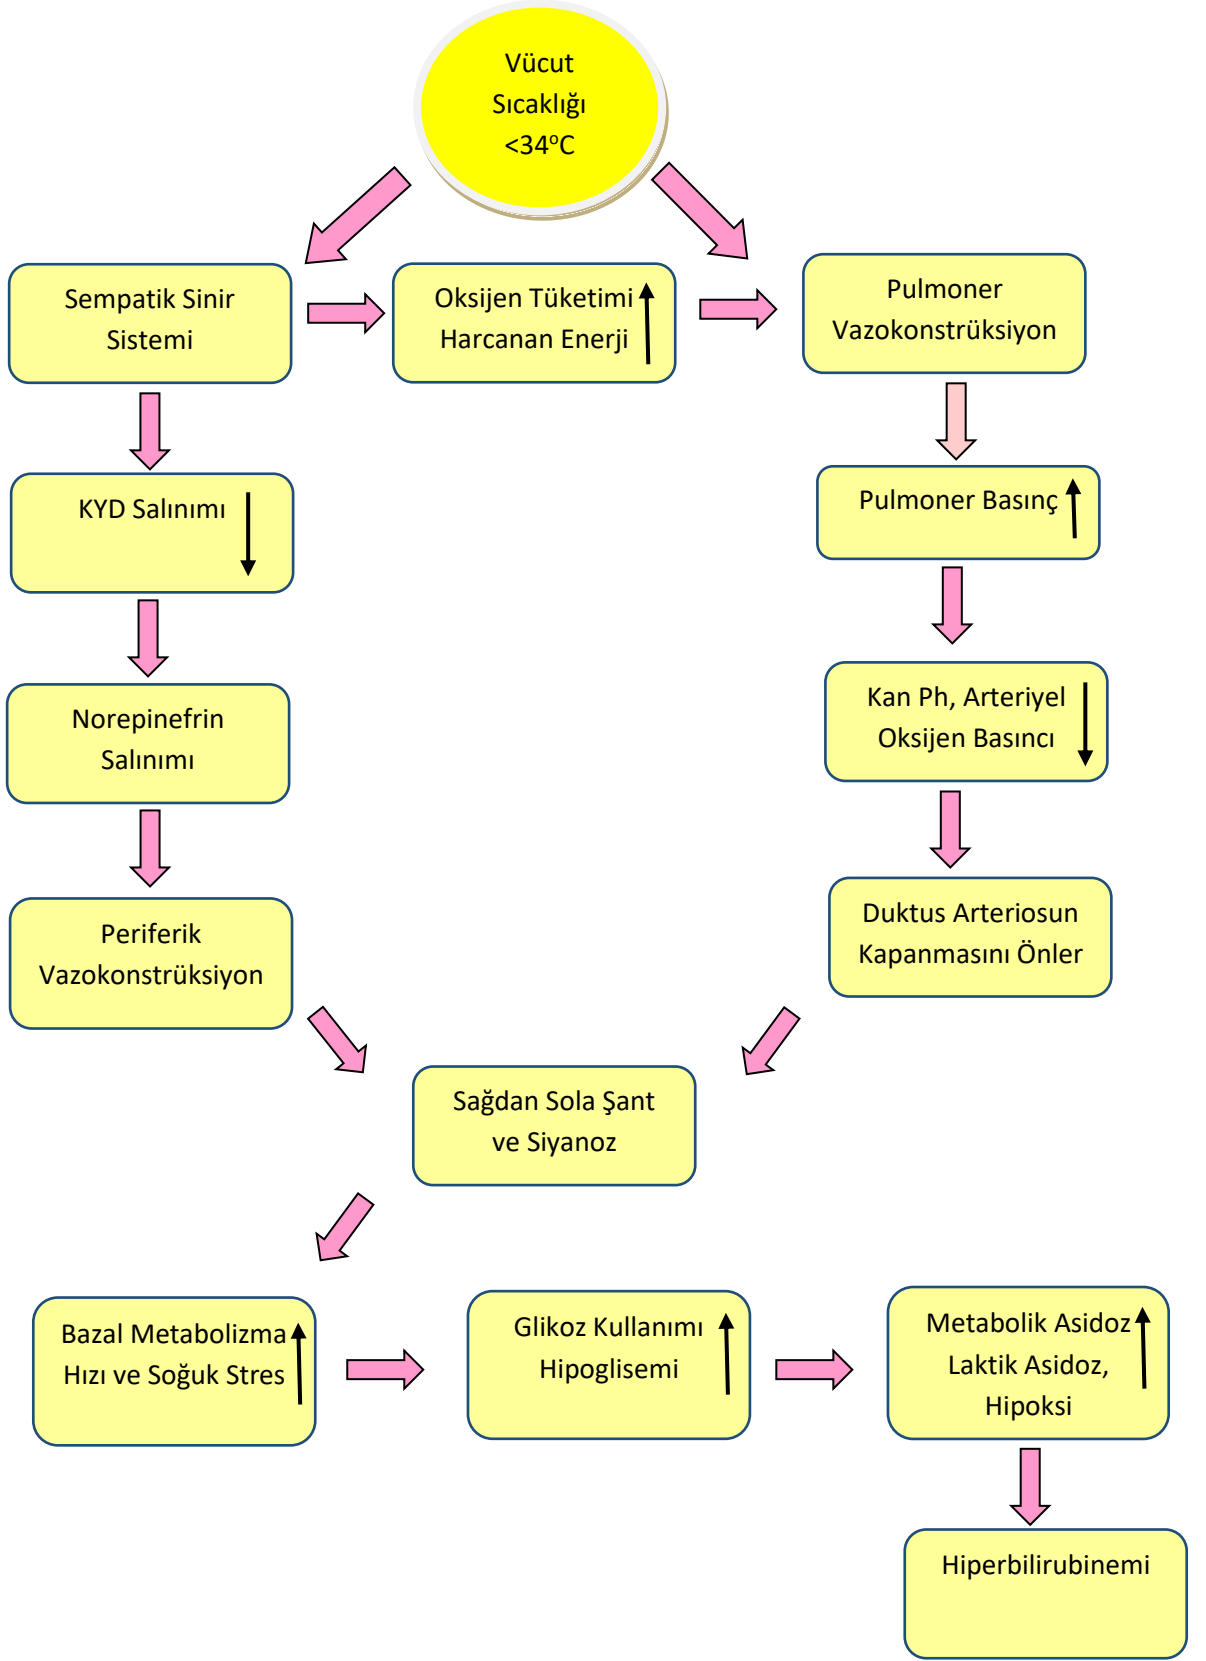 Vücut
Sıcaklığı
<34°C
Sempatik Sinir
Sistemi
Oksijen Tüketimi
Harcanan Enerji
Pulmoner
Vazokonstrüksiyon
KYD Salınımı
Pulmoner Basınç
Norepinefrin
Salınımı
Kan Ph, Arteriyel
Oksijen Basıncı
Periferik
Vazokonstrüksiyon
Duktus Arteriosun
Kapanmasını Önler
Sağdan Sola Şant
ve Siyanoz
Bazal Metabolizma
Hızı ve Soğuk Stres
Glikoz Kullanımı
Hipoglisemi
Metabolik Asidoz
Laktik Asidoz,
Hipoksi
Hiperbilirubinemi